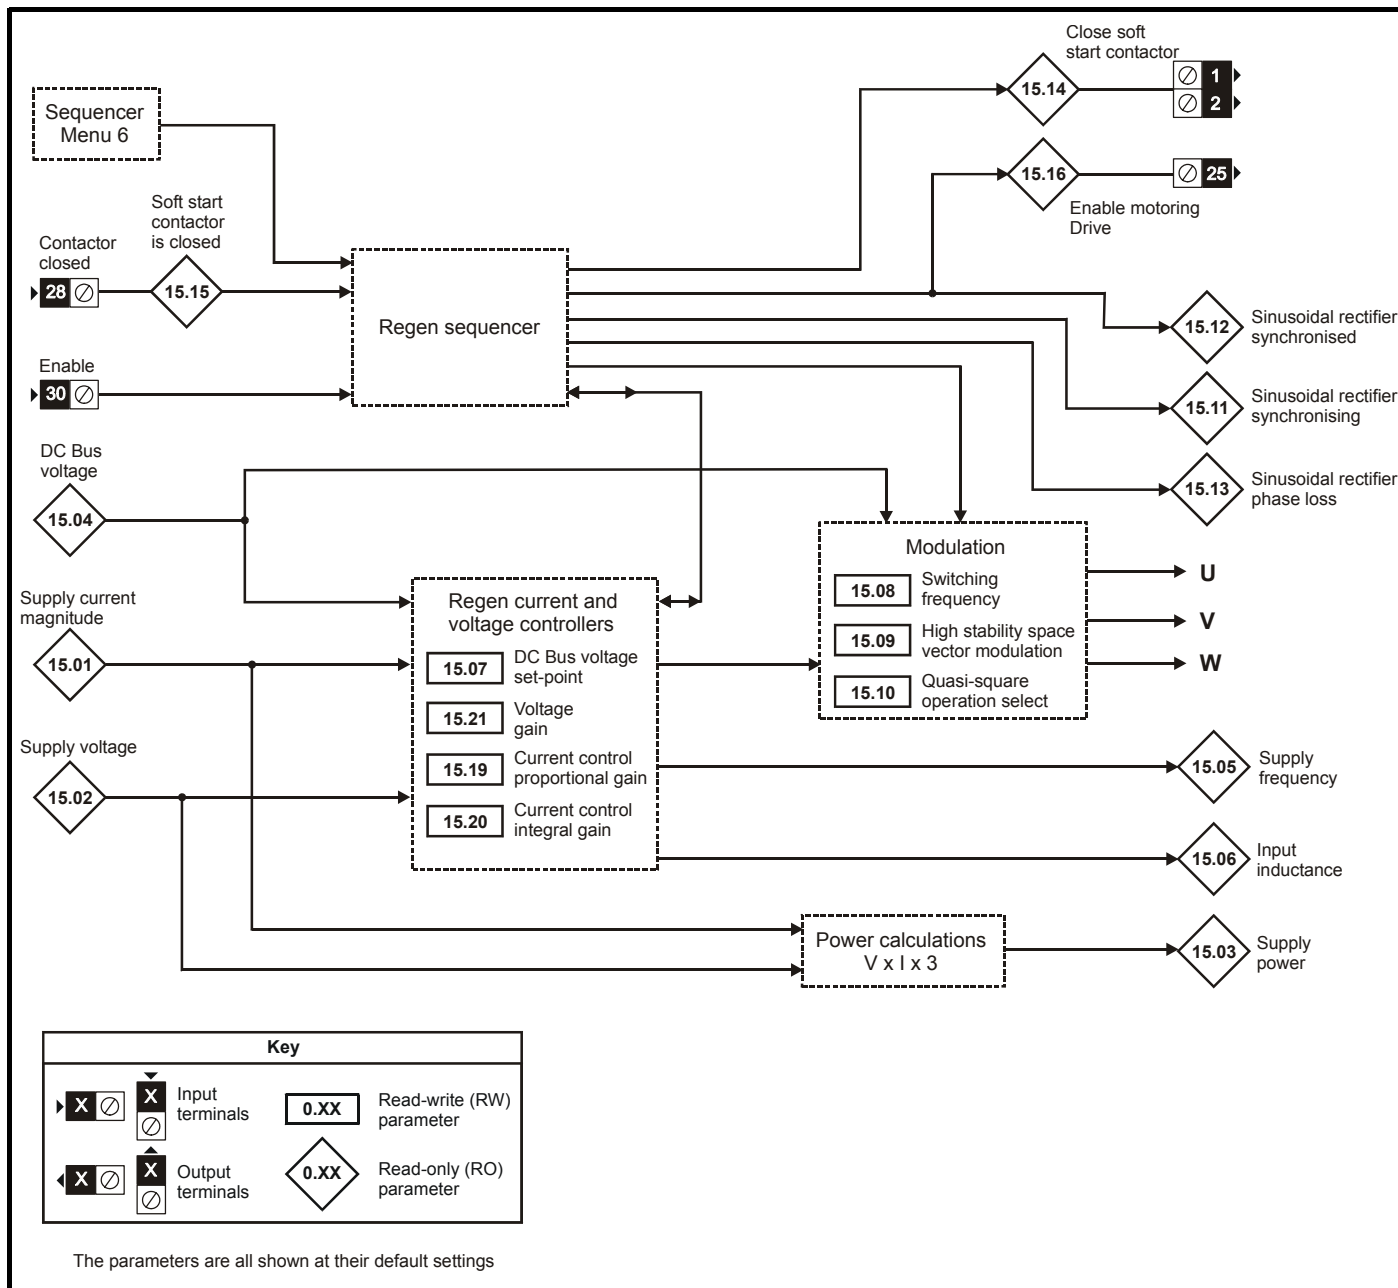 Close soft
start contactor
15.14
1
2
Sequencer
Menu 6
15.16
25
Enable motoring
Drive
Soft start
contactor
is closed
Contactor
closed
28
15.15
Regen sequencer
Enable
30
15.12
Sinusoidal rectifier
synchronised
15.11
Sinusoidal rectifier
synchronising
15.13
Sinusoidal rectifier
phase loss
DC Bus
voltage
15.04
Supply current
magnitude
15.01
Supply voltage
15.02
Regen current and
voltage controllers
15.07
DC Bus voltage
set-point
15.21
Voltage
gain
15.19
Current control
proportional gain
15.20
Current control
integral gain
Modulation
15.08
Switching
frequency
15.09
High stability space
vector modulation
15.10
Quasi-square
operation select
U
V
W
15.05
Supply
frequency
15.06
Input
inductance
Power calculations
V x I x 3
15.03
Supply
power
Key
X
X
Input
terminals
0.XX
Read-write (RW)
parameter
X
X
Output
terminals
0.XX
Read-only (RO)
parameter
The parameters are all shown at their default settings